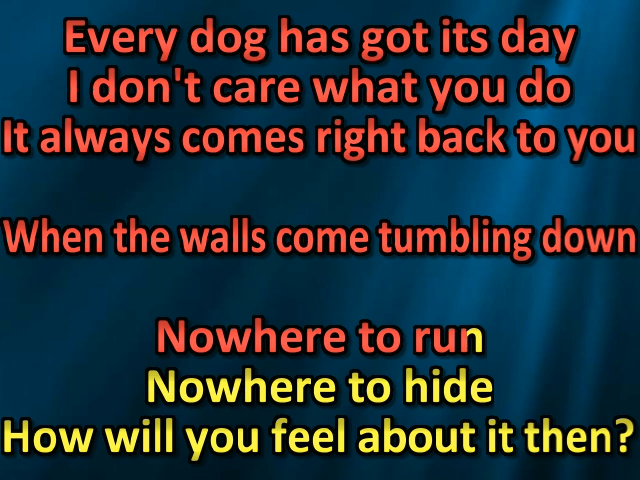 Every dog has got its day
I don't care what you do
It always comes right back to you
When the walls come tumbling down
Nowhere to run
Nowhere to hide
How will you feel about it then?